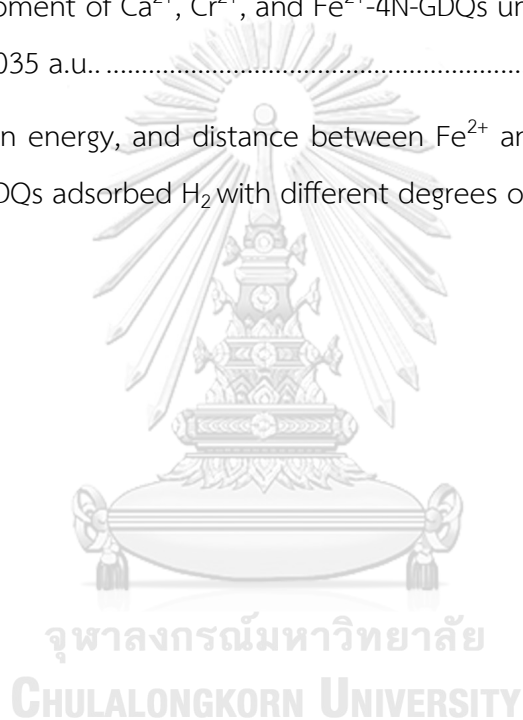 oment of Ca²⁺, Cr²⁺, and Fe²⁺-4N-GDQs ur
035 a.u.. ............................................................
n energy, and distance between Fe²⁺ ar
DQs adsorbed H₂ with different degrees o
จุฬาลงกรณ์มหาวิทยาลัย
CHULALONGKORN UNIVERSITY